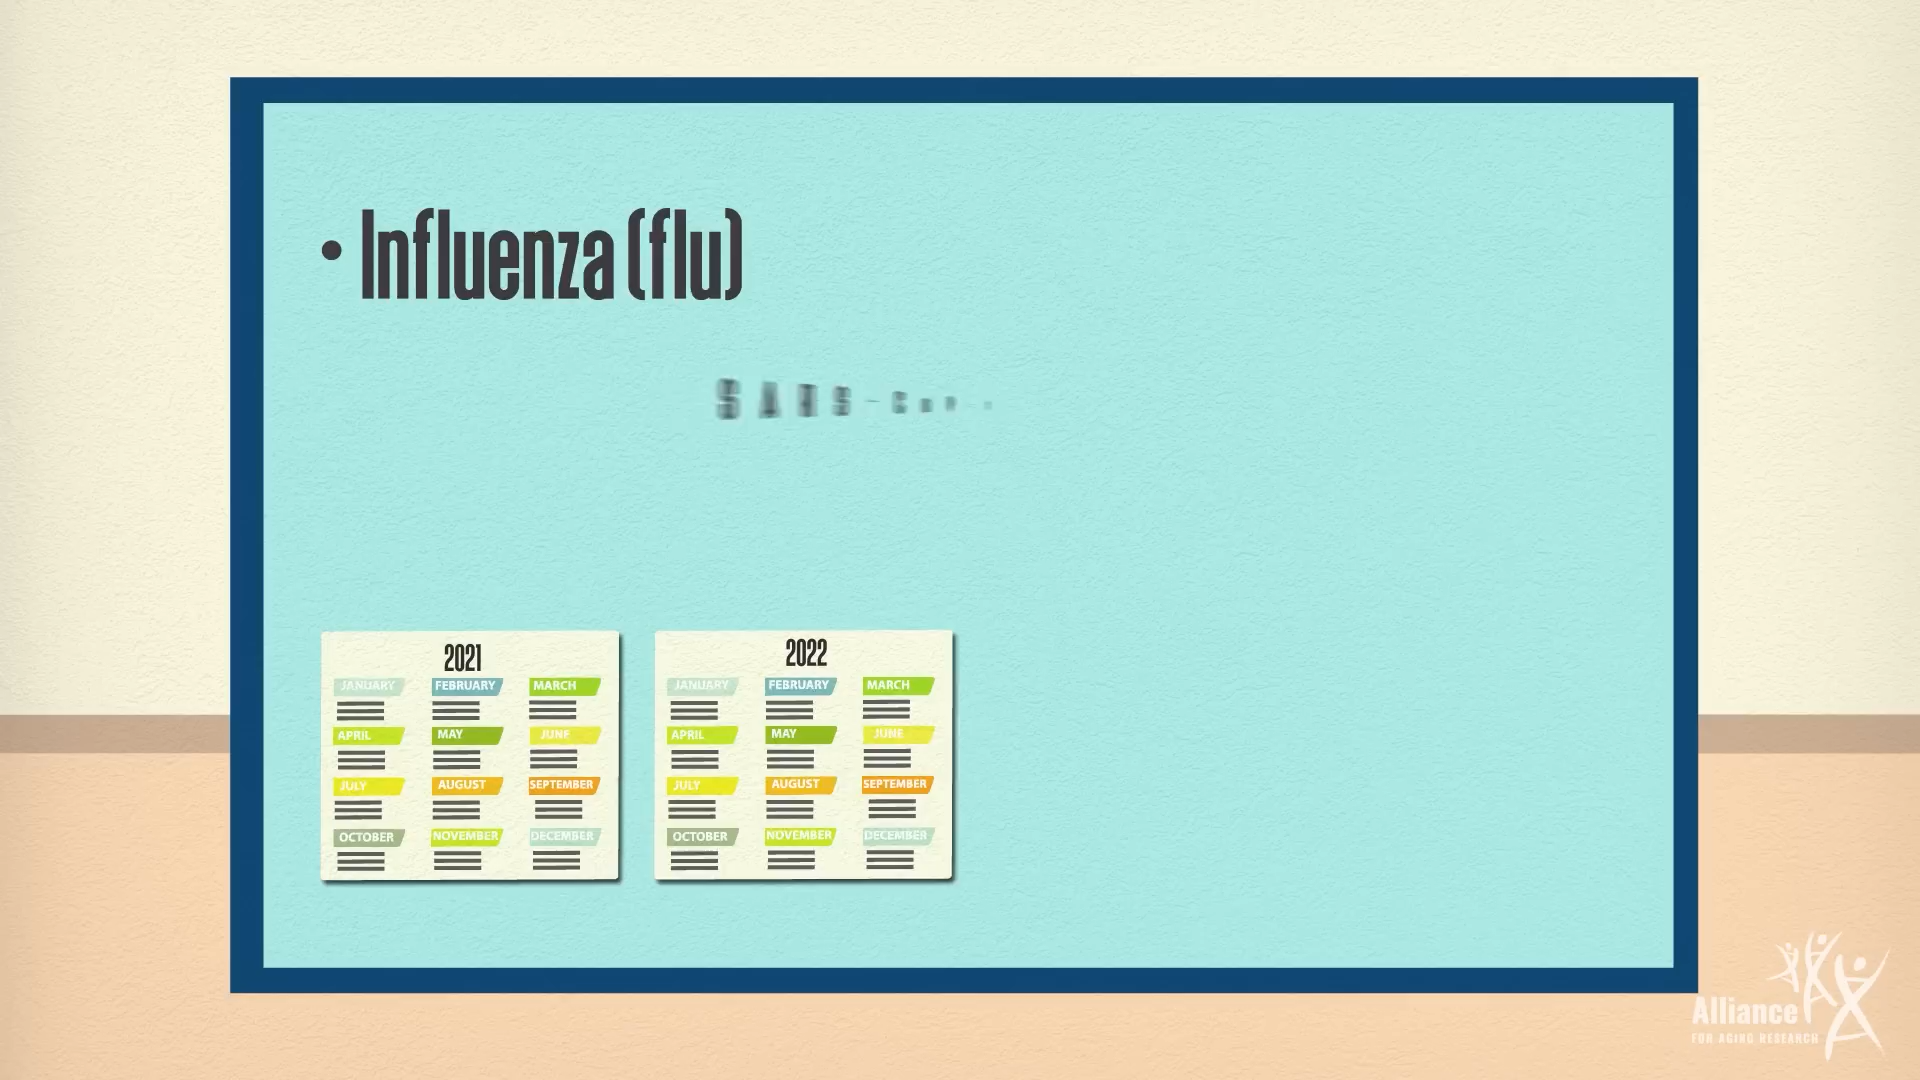 • Influenza (flu)
SARS-
2021
JANUARY FEBRUARY MARCH
APRIL MAY JUNE
JULY AUGUST SEPTEMBER
OCTOBER NOVEMBER DECEMBER
2022
JANUARY FEBRUARY MARCH
APRIL MAY JUNE
JULY AUGUST SEPTEMBER
OCTOBER NOVEMBER DECEMBER
Alliance
FOR AGING RESEARCH